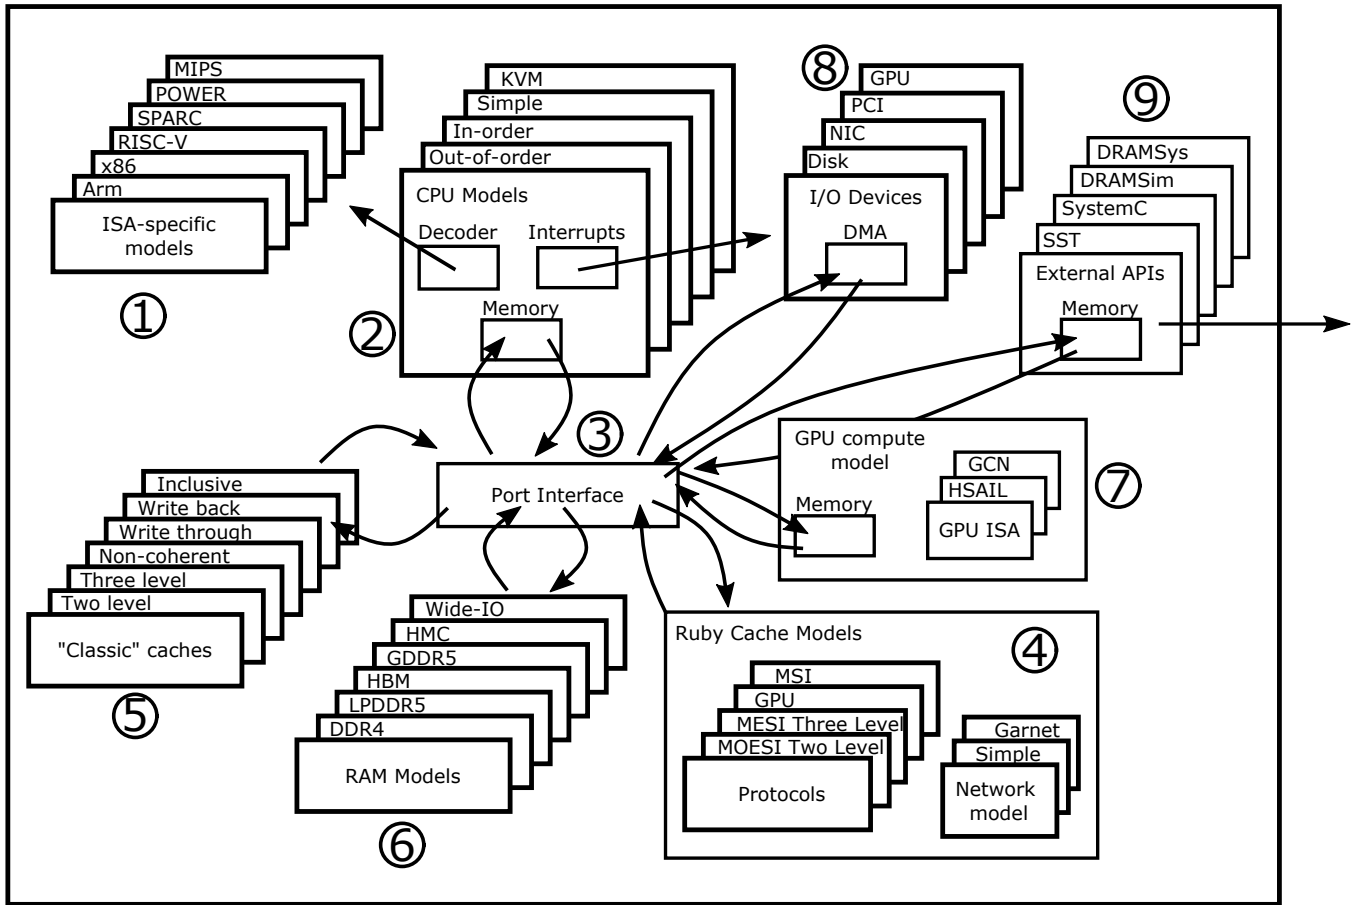 MIPS
POWER
SPARC
RISC-V
x86
Arm
ISA-specific
models
1
KVM
Simple
In-order
Out-of-order
CPU Models
Decoder
Interrupts
Memory
2
8
GPU
PCI
NIC
Disk
I/O Devices
DMA
9
DRAMSys
DRAMSim
SystemC
SST
External APIs
Memory
3
Port Interface
GPU compute
model
Memory
GCN
HSAIL
GPU ISA
7
Inclusive
Write back
Write through
Non-coherent
Three level
Two level
"Classic" caches
5
Wide-IO
HMC
GDDR5
HBM
LPDDR5
DDR4
RAM Models
6
Ruby Cache Models
4
MSI
GPU
MESI Three Level
MOESI Two Level
Protocols
Garnet
Simple
Network
model